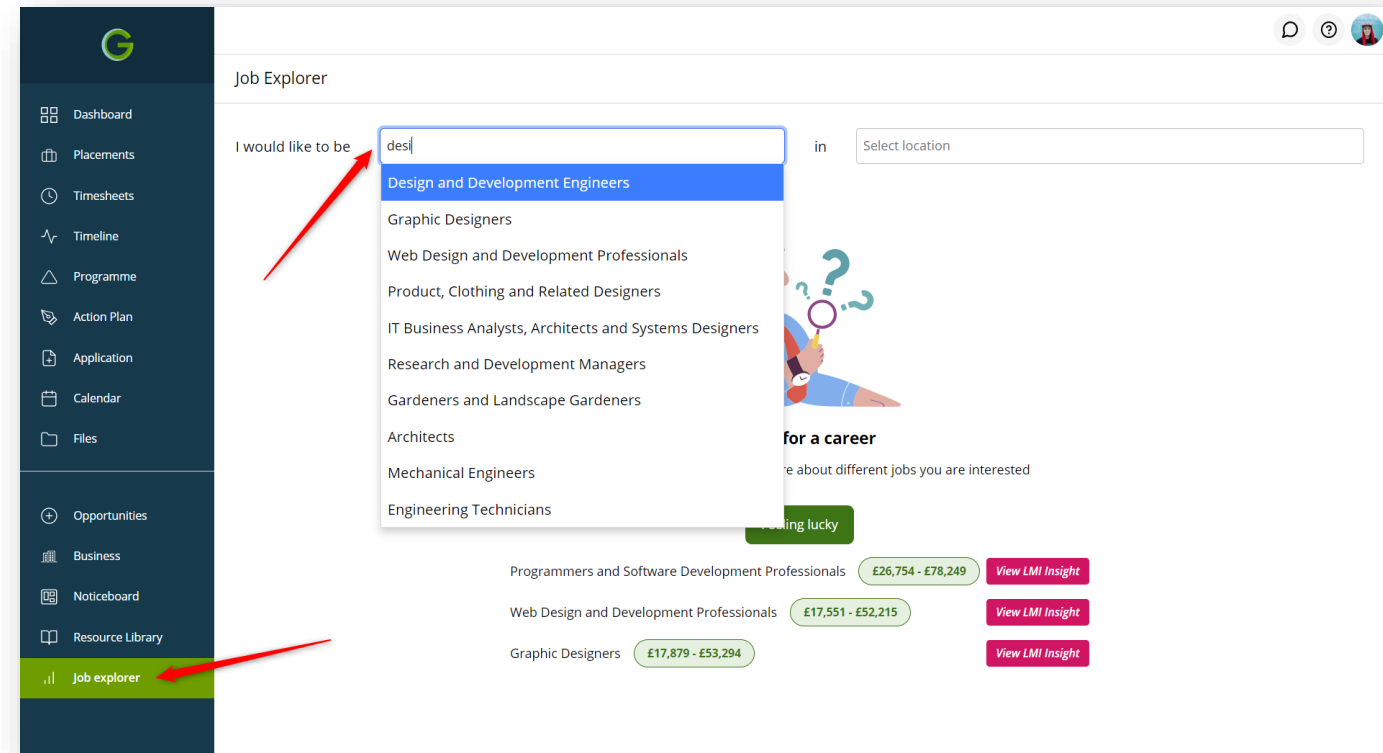 G
Job Explorer
Dashboard
Placements
Timesheets
Timeline
Programme
Action Plan
Application
Calendar
Files
Opportunities
Business
Noticeboard
Resource Library
Job explorer
I would like to be
desi
in
Select location
Design and Development Engineers
Graphic Designers
Web Design and Development Professionals
Product, Clothing and Related Designers
IT Business Analysts, Architects and Systems Designers
Research and Development Managers
Gardeners and Landscape Gardeners
Architects
Mechanical Engineers
Engineering Technicians
for a career
about different jobs you are interested
lucky
Programmers and Software Development Professionals £26,754 - £78,249 View LMI Insight
Web Design and Development Professionals £17,551 - £52,215 View LMI Insight
Graphic Designers £17,879 - £53,294 View LMI Insight